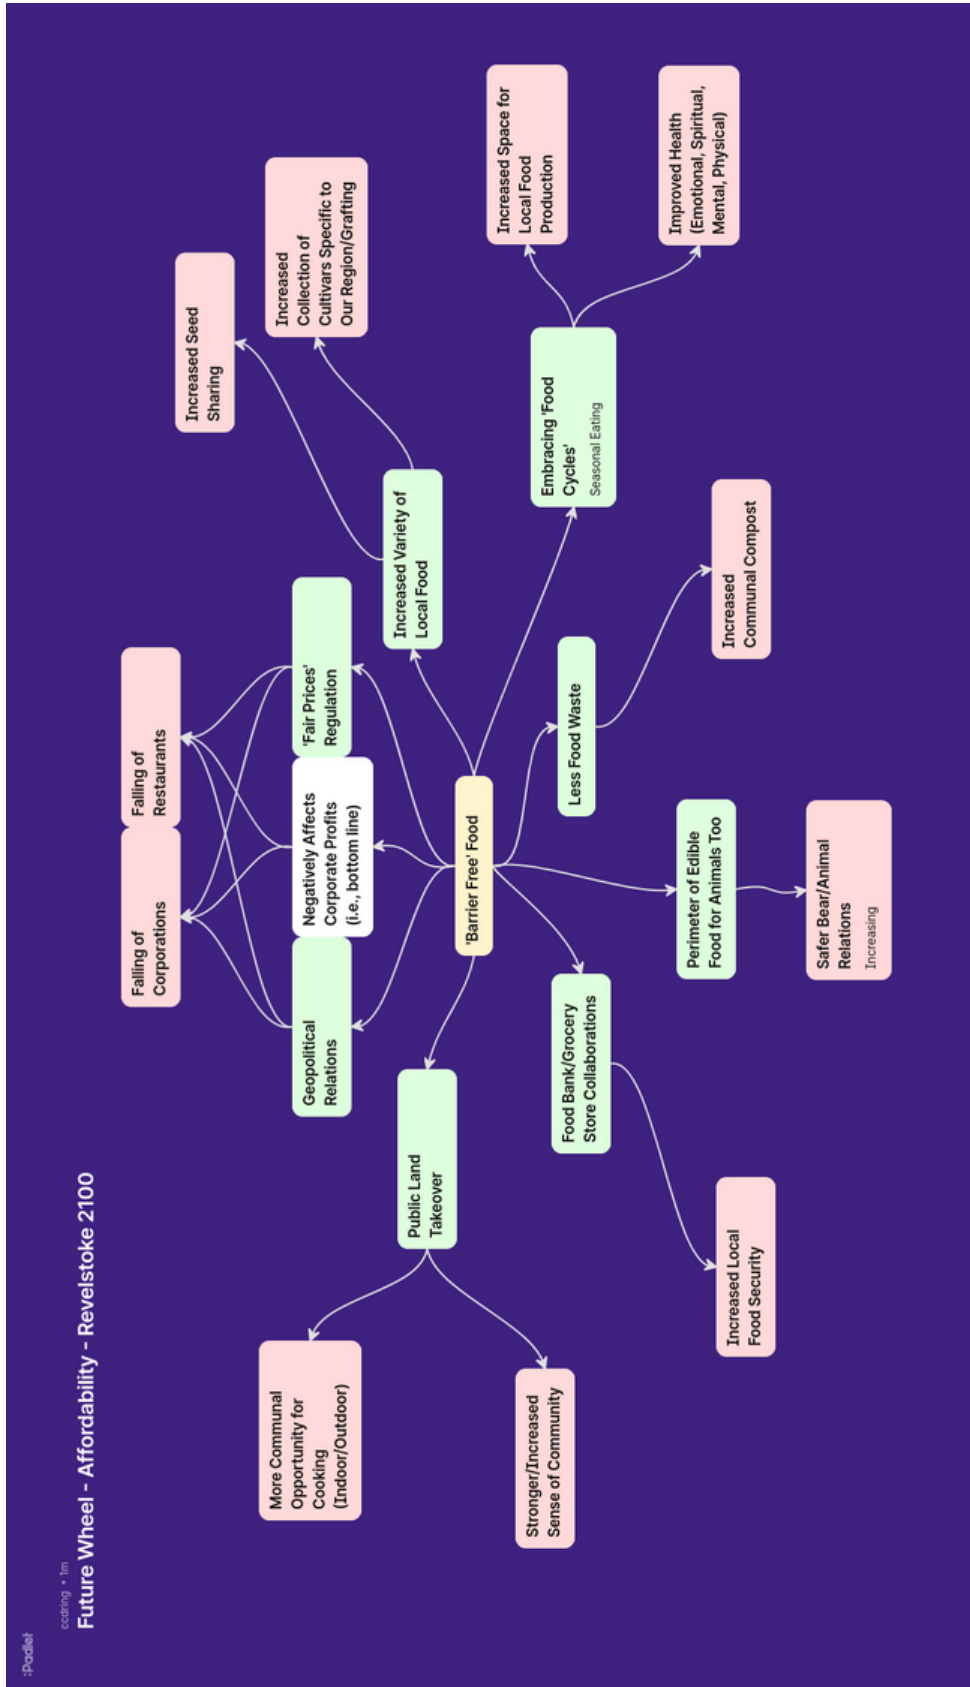 :Padlet
ccdring • 1m
Future Wheel - Affordability - Revelstoke 2100
More Communal
Opportunity for
Cooking
(Indoor/Outdoor)
Stronger/Increased
Sense of Community
Public Land
Takeover
Falling of
Corporations
Falling of
Restaurants
Geopolitical
Relations
Negatively Affects
Corporate Profits
(i.e., bottom line)
'Fair Prices'
Regulation
'Barrier Free' Food
Increased Variety of
Local Food
Increased Seed
Sharing
Increased
Collection of
Cultivars Specific to
Our Region/Grafting
Embracing 'Food
Cycles'
Seasonal Eating
Increased Space for
Local Food
Production
Improved Health
(Emotional, Spiritual,
Mental, Physical)
Less Food Waste
Increased
Communal Compost
Perimeter of Edible
Food for Animals Too
Safer Bear/Animal
Relations
Increasing
Food Bank/Grocery
Store Collaborations
Increased Local
Food Security